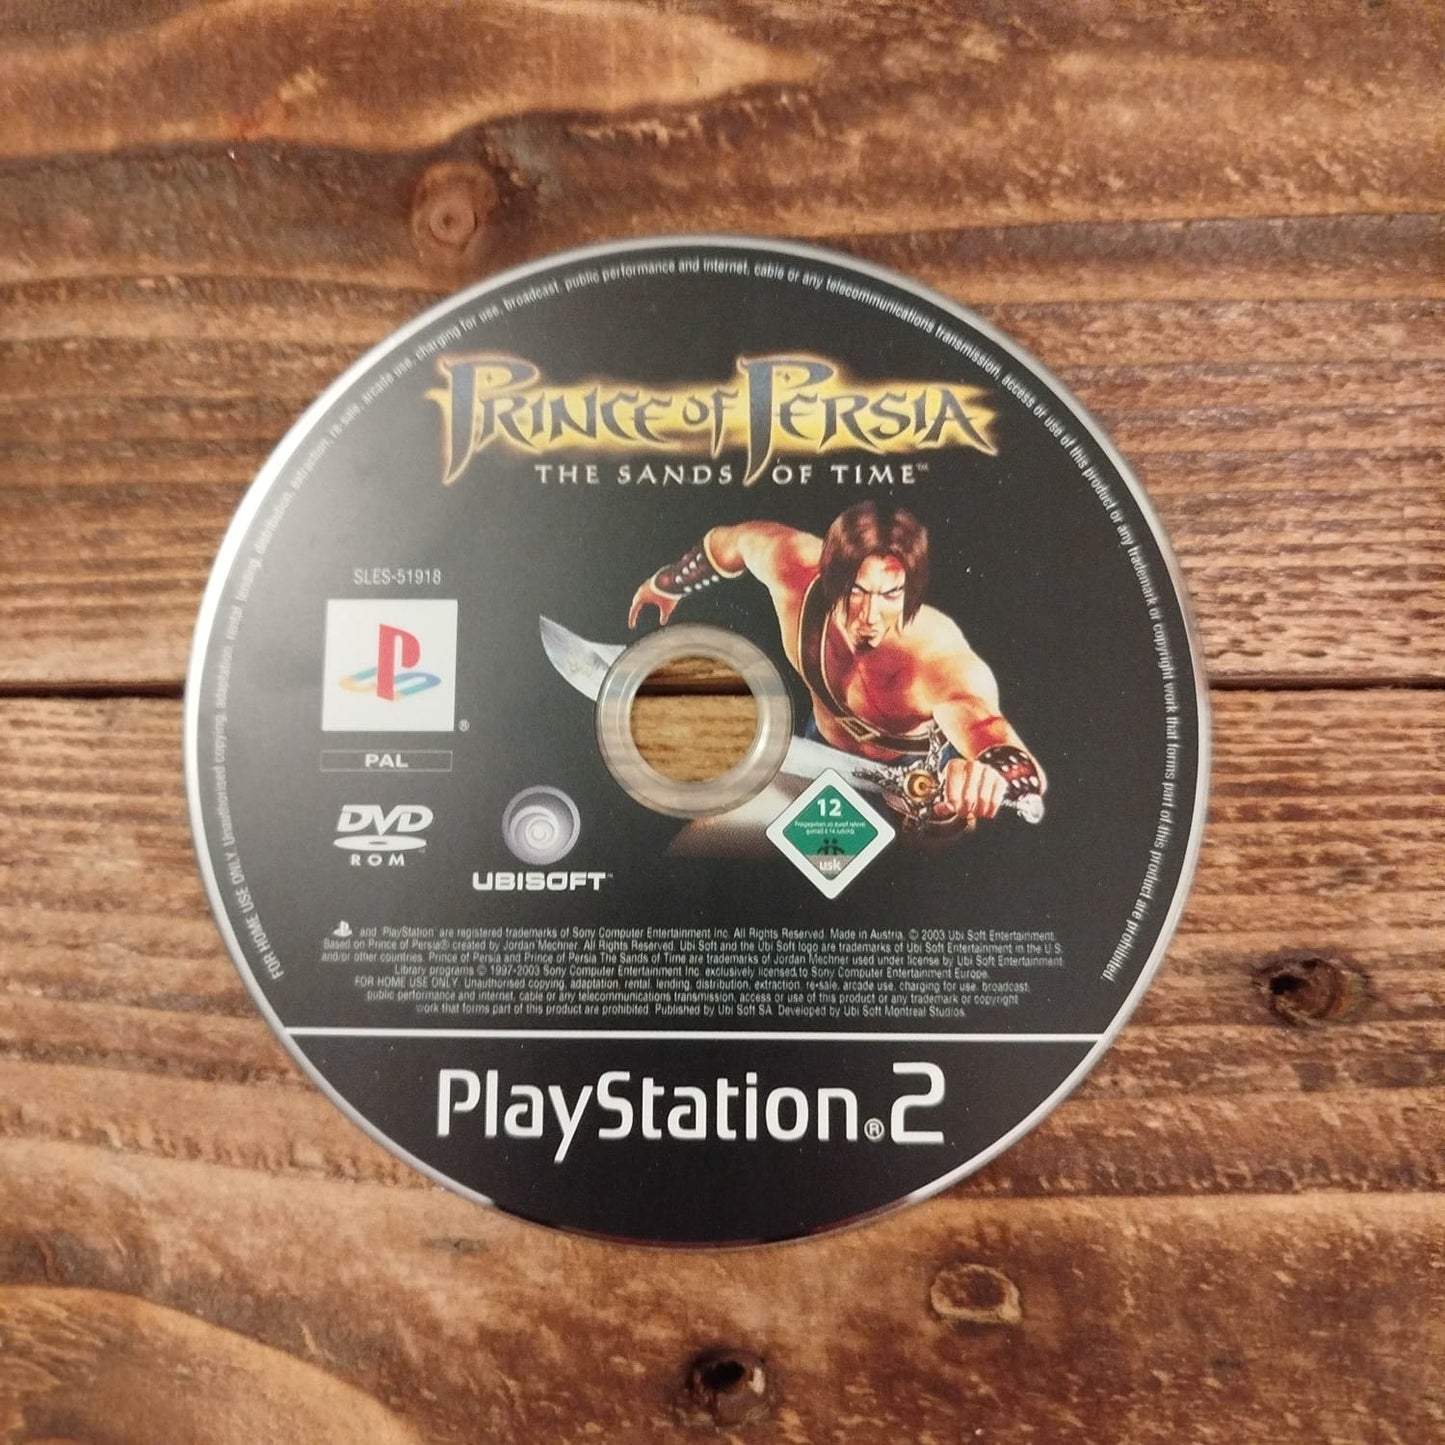 FOR HOME USE ONLY Unauthorised copying, adaptation, rental, lending, distribution, extraction, re-sale, arcade use, charging for use, broadcast, public performance and internet, cable or any telecommunications transmission, access or use of this product or any trademark or copyright work that forms part of this product are prohibited.
PRINCE OF PERSIA
THE SANDS OF TIME™
SLES-51918
®
PAL
DVD
ROM™
UBISOFT™
12
Freigegeben ab zwölf Jahren
gemäß § 14 JuSchG
usk
and PlayStation are registered trademarks of Sony Computer Entertainment Inc. All Rights Reserved. Made in Austria. © 2003 Ubi Soft Entertainment.
Based on Prince of Persia® created by Jordan Mechner. All Rights Reserved. Ubi Soft and the Ubi Soft logo are trademarks of Ubi Soft Entertainment in the U.S.
and/or other countries. Prince of Persia and Prince of Persia The Sands of Time are trademarks of Jordan Mechner used under license by Ubi Soft Entertainment.
Library programs © 1997-2003 Sony Computer Entertainment Inc. exclusively licensed to Sony Computer Entertainment Europe.
FOR HOME USE ONLY. Unauthorised copying, adaptation, rental, lending, distribution, extraction, re-sale, arcade use, charging for use, broadcast,
public performance and internet, cable or any telecommunications transmission, access or use of this product or any trademark or copyright
work that forms part of this product are prohibited. Published by Ubi Soft SA. Developed by Ubi Soft Montreal Studios.
PlayStation®2